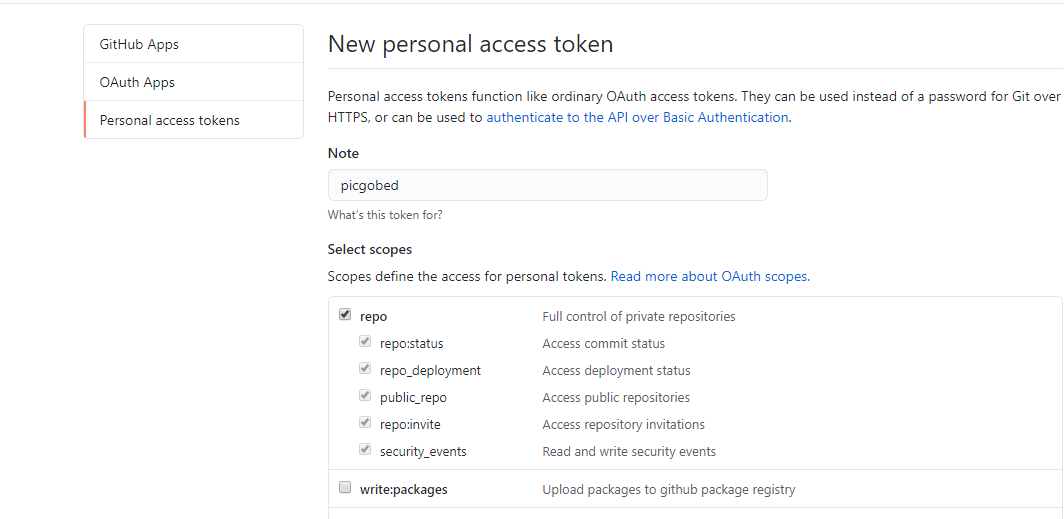 GitHub Apps
OAuth Apps
Personal access tokens
New personal access token
Personal access tokens function like ordinary OAuth access tokens. They can be used instead of a password for Git over
HTTPS, or can be used to authenticate to the API over Basic Authentication.
Note
picgobed
What's this token for?
Select scopes
Scopes define the access for personal tokens. Read more about OAuth scopes.
repo Full control of private repositories
repo:status Access commit status
repo_deployment Access deployment status
public_repo Access public repositories
repo:invite Access repository invitations
security_events Read and write security events
write:packages Upload packages to github package registry